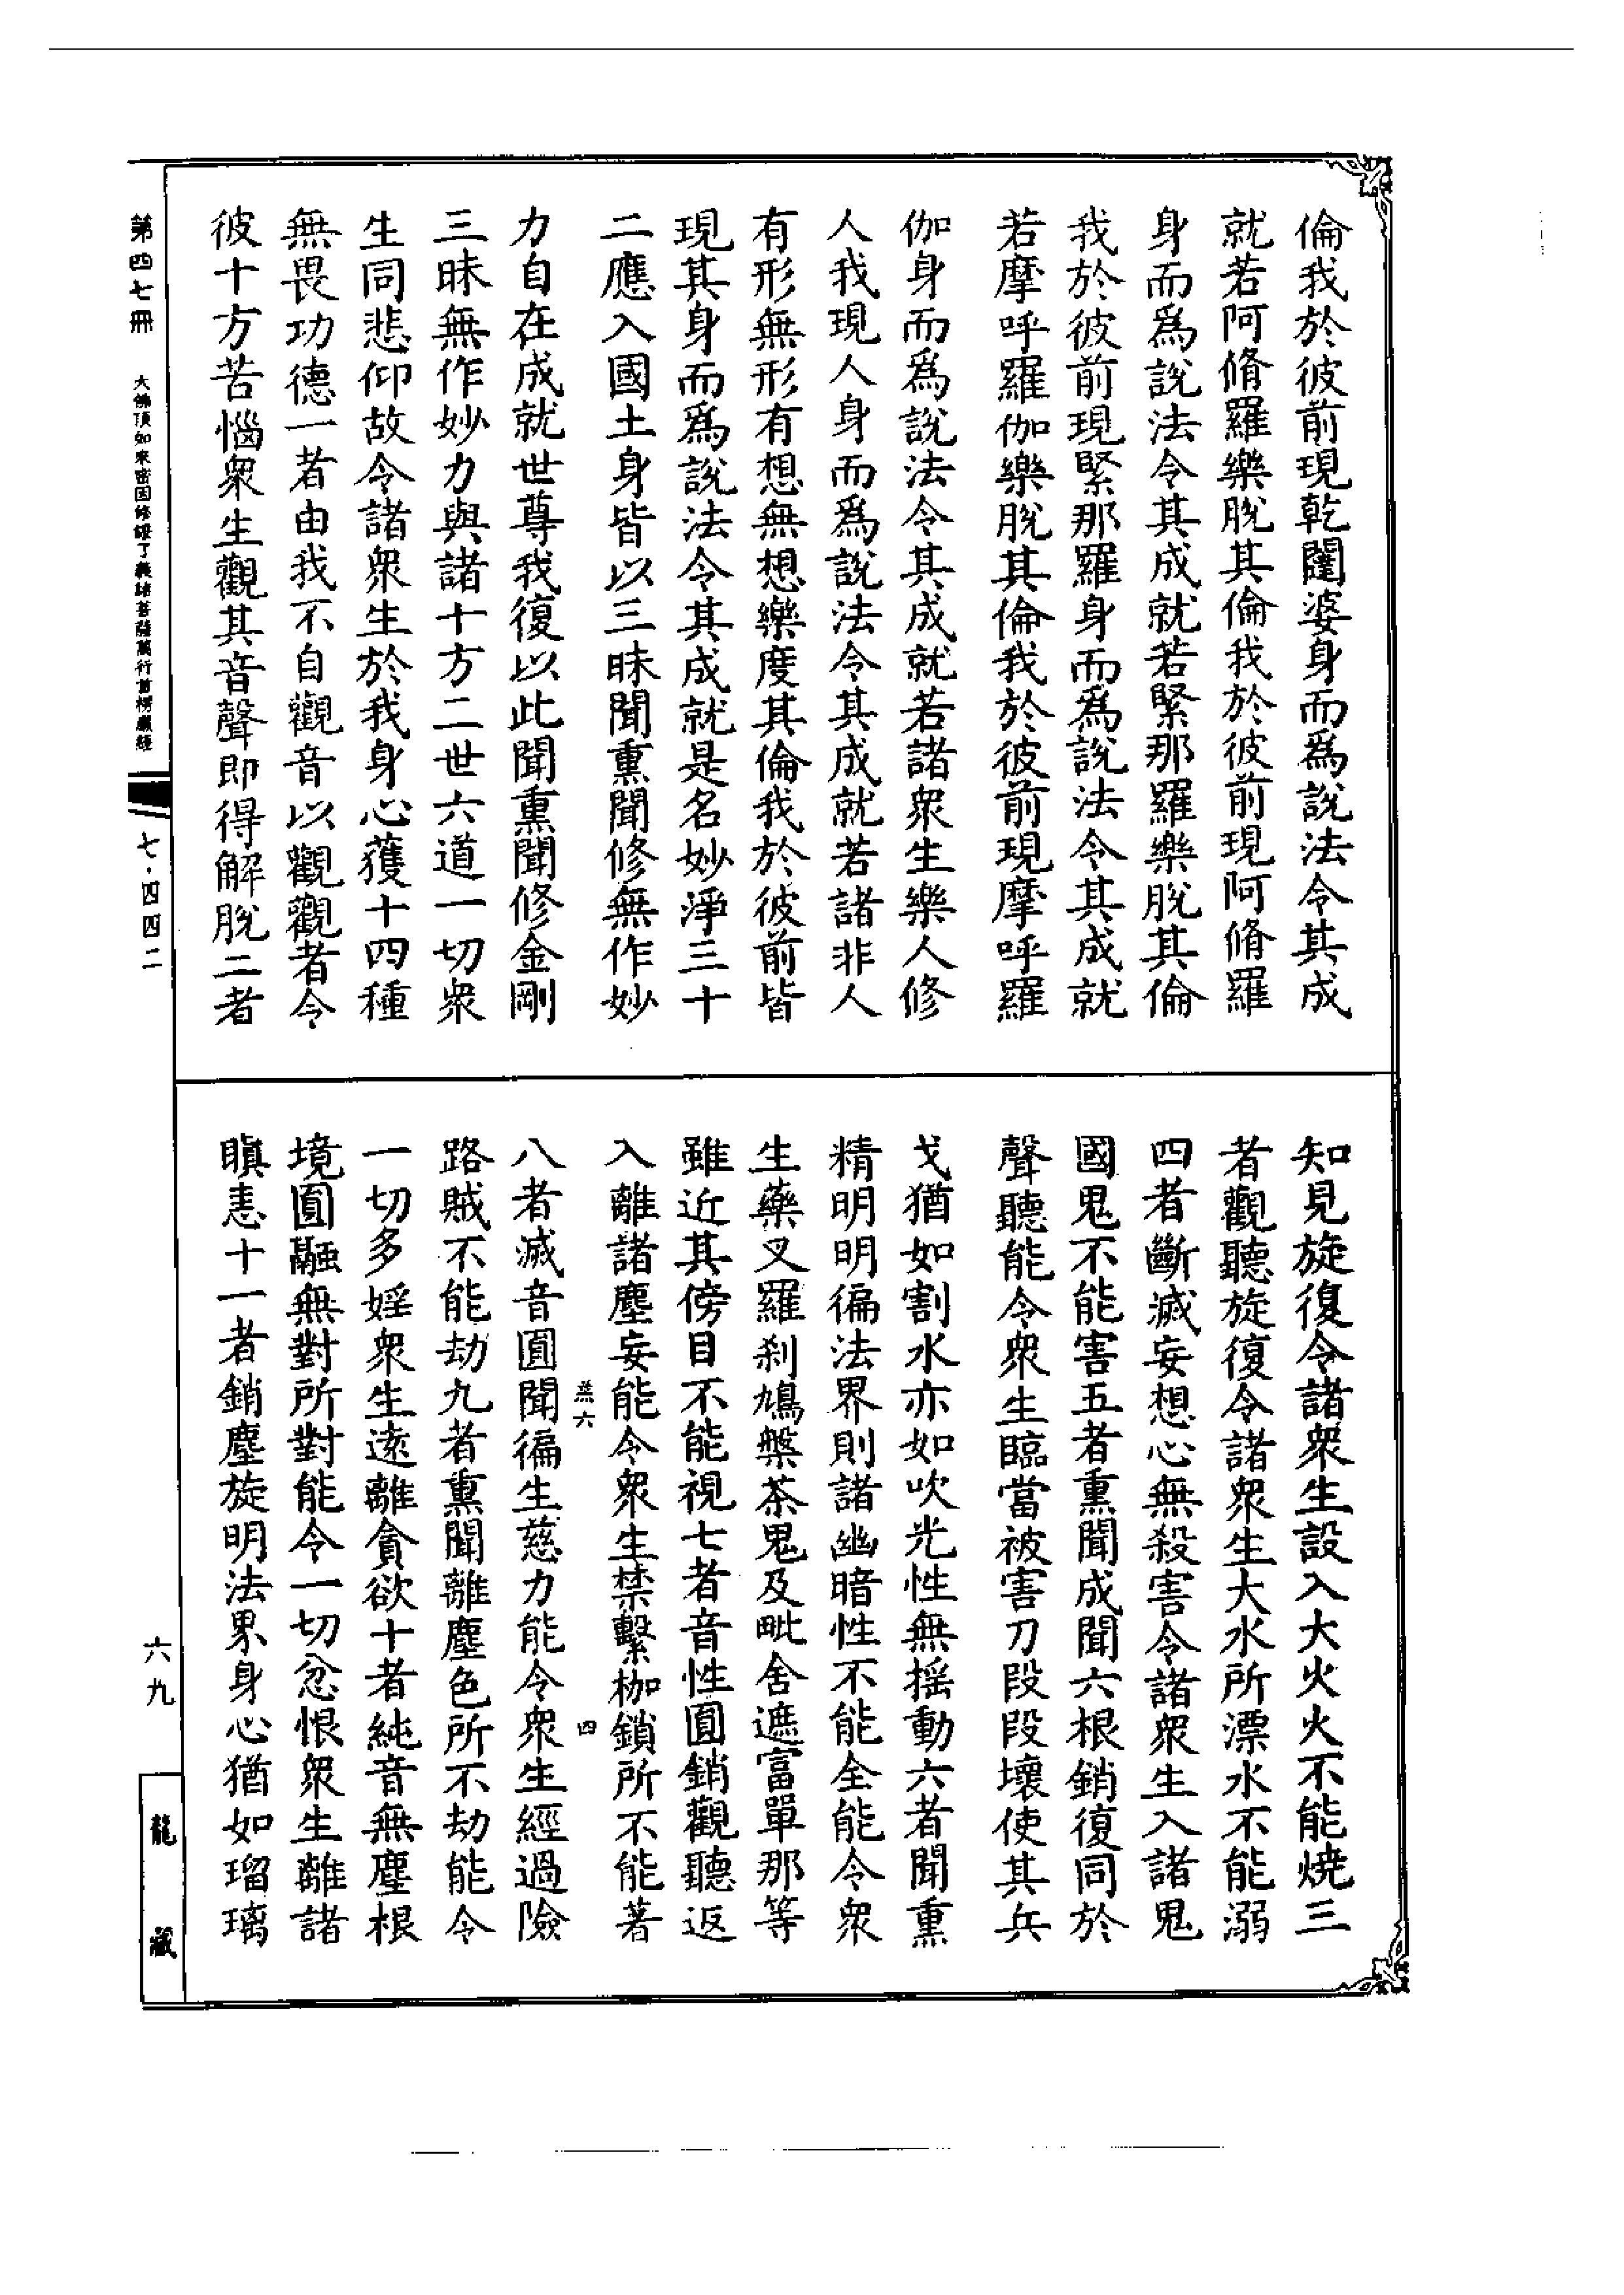 倫我於彼前現乾闥婆身而爲說法令其成
就若阿脩羅樂脫其倫我於彼前現阿脩羅
身而爲說法令其成就若緊那羅樂脫其倫
我於彼前現緊那羅身而爲說法令其成就
若摩呼羅伽樂脫其倫我於彼前現摩呼羅
伽身而爲說法令其成就若諸衆生樂人修
人我現人身而爲說法令其成就若諸非人
有形無形有想無想樂度其倫我於彼前皆
現其身而爲說法令其成就是名妙淨三十
二應入國土身皆以三昧聞熏聞修無作妙
力自在成就世尊我復以此聞熏聞修金剛
三昧無作妙力與諸十方二世六道一切衆
生同悲仰故令諸衆生於我身心獲十四種
無畏功德一者由我不自觀音以觀觀者令
彼十方苦惱衆生觀其音聲即得解脫二者
知見旋復令諸衆生設入大火火不能燒三
者觀聽旋復令諸衆生大水所漂水不能溺
四者斷滅妄想心無殺害令諸衆生入諸鬼
國鬼不能害五者熏聞成聞六根銷復同於
聲聽能令衆生臨當被害刀段段壞使其兵
戈猶如割水亦如吹光性無搖動六者聞熏
精明明徧法界則諸幽暗性不能全能令衆
生藥叉羅刹鳩槃茶鬼及毗舍遮富單那等
雖近其傍目不能視七者音性圓銷觀聽返
入離諸塵妄能令衆生禁繫枷鎖所不能著
八者滅音圓聞徧生慈力能令衆生經過險
路賊不能劫九者熏聞離塵色所不劫能令
一切多婬衆生遠離貪欲十者純音無塵根
境圓融無對所對能令一切忿恨衆生離諸
瞋恚十一者銷塵旋明法界身心猶如瑠璃
六
四
第四七冊
大佛頂如來密因修證了義諸菩薩萬行首楞嚴經
七·四四二
六九
龍藏